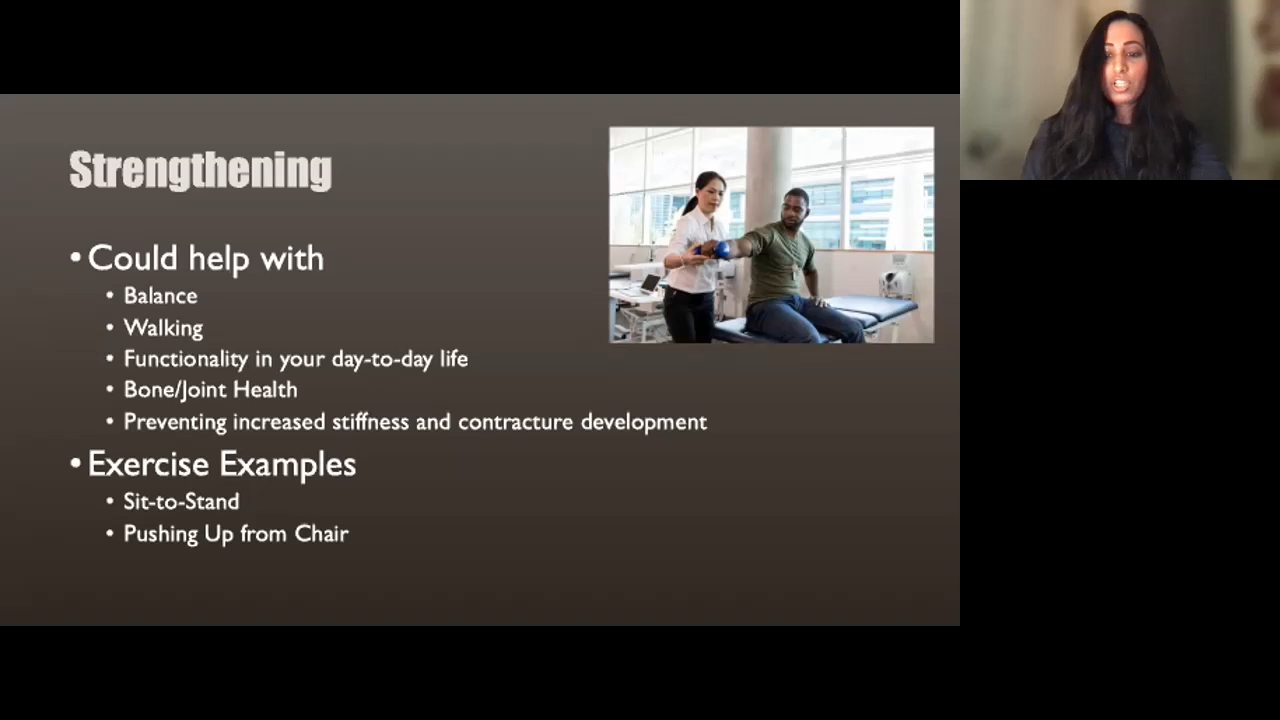 Strengthening
• Could help with
• Balance
• Walking
• Functionality in your day-to-day life
• Bone/Joint Health
• Preventing increased stiffness and contracture development
• Exercise Examples
• Sit-to-Stand
• Pushing Up from Chair